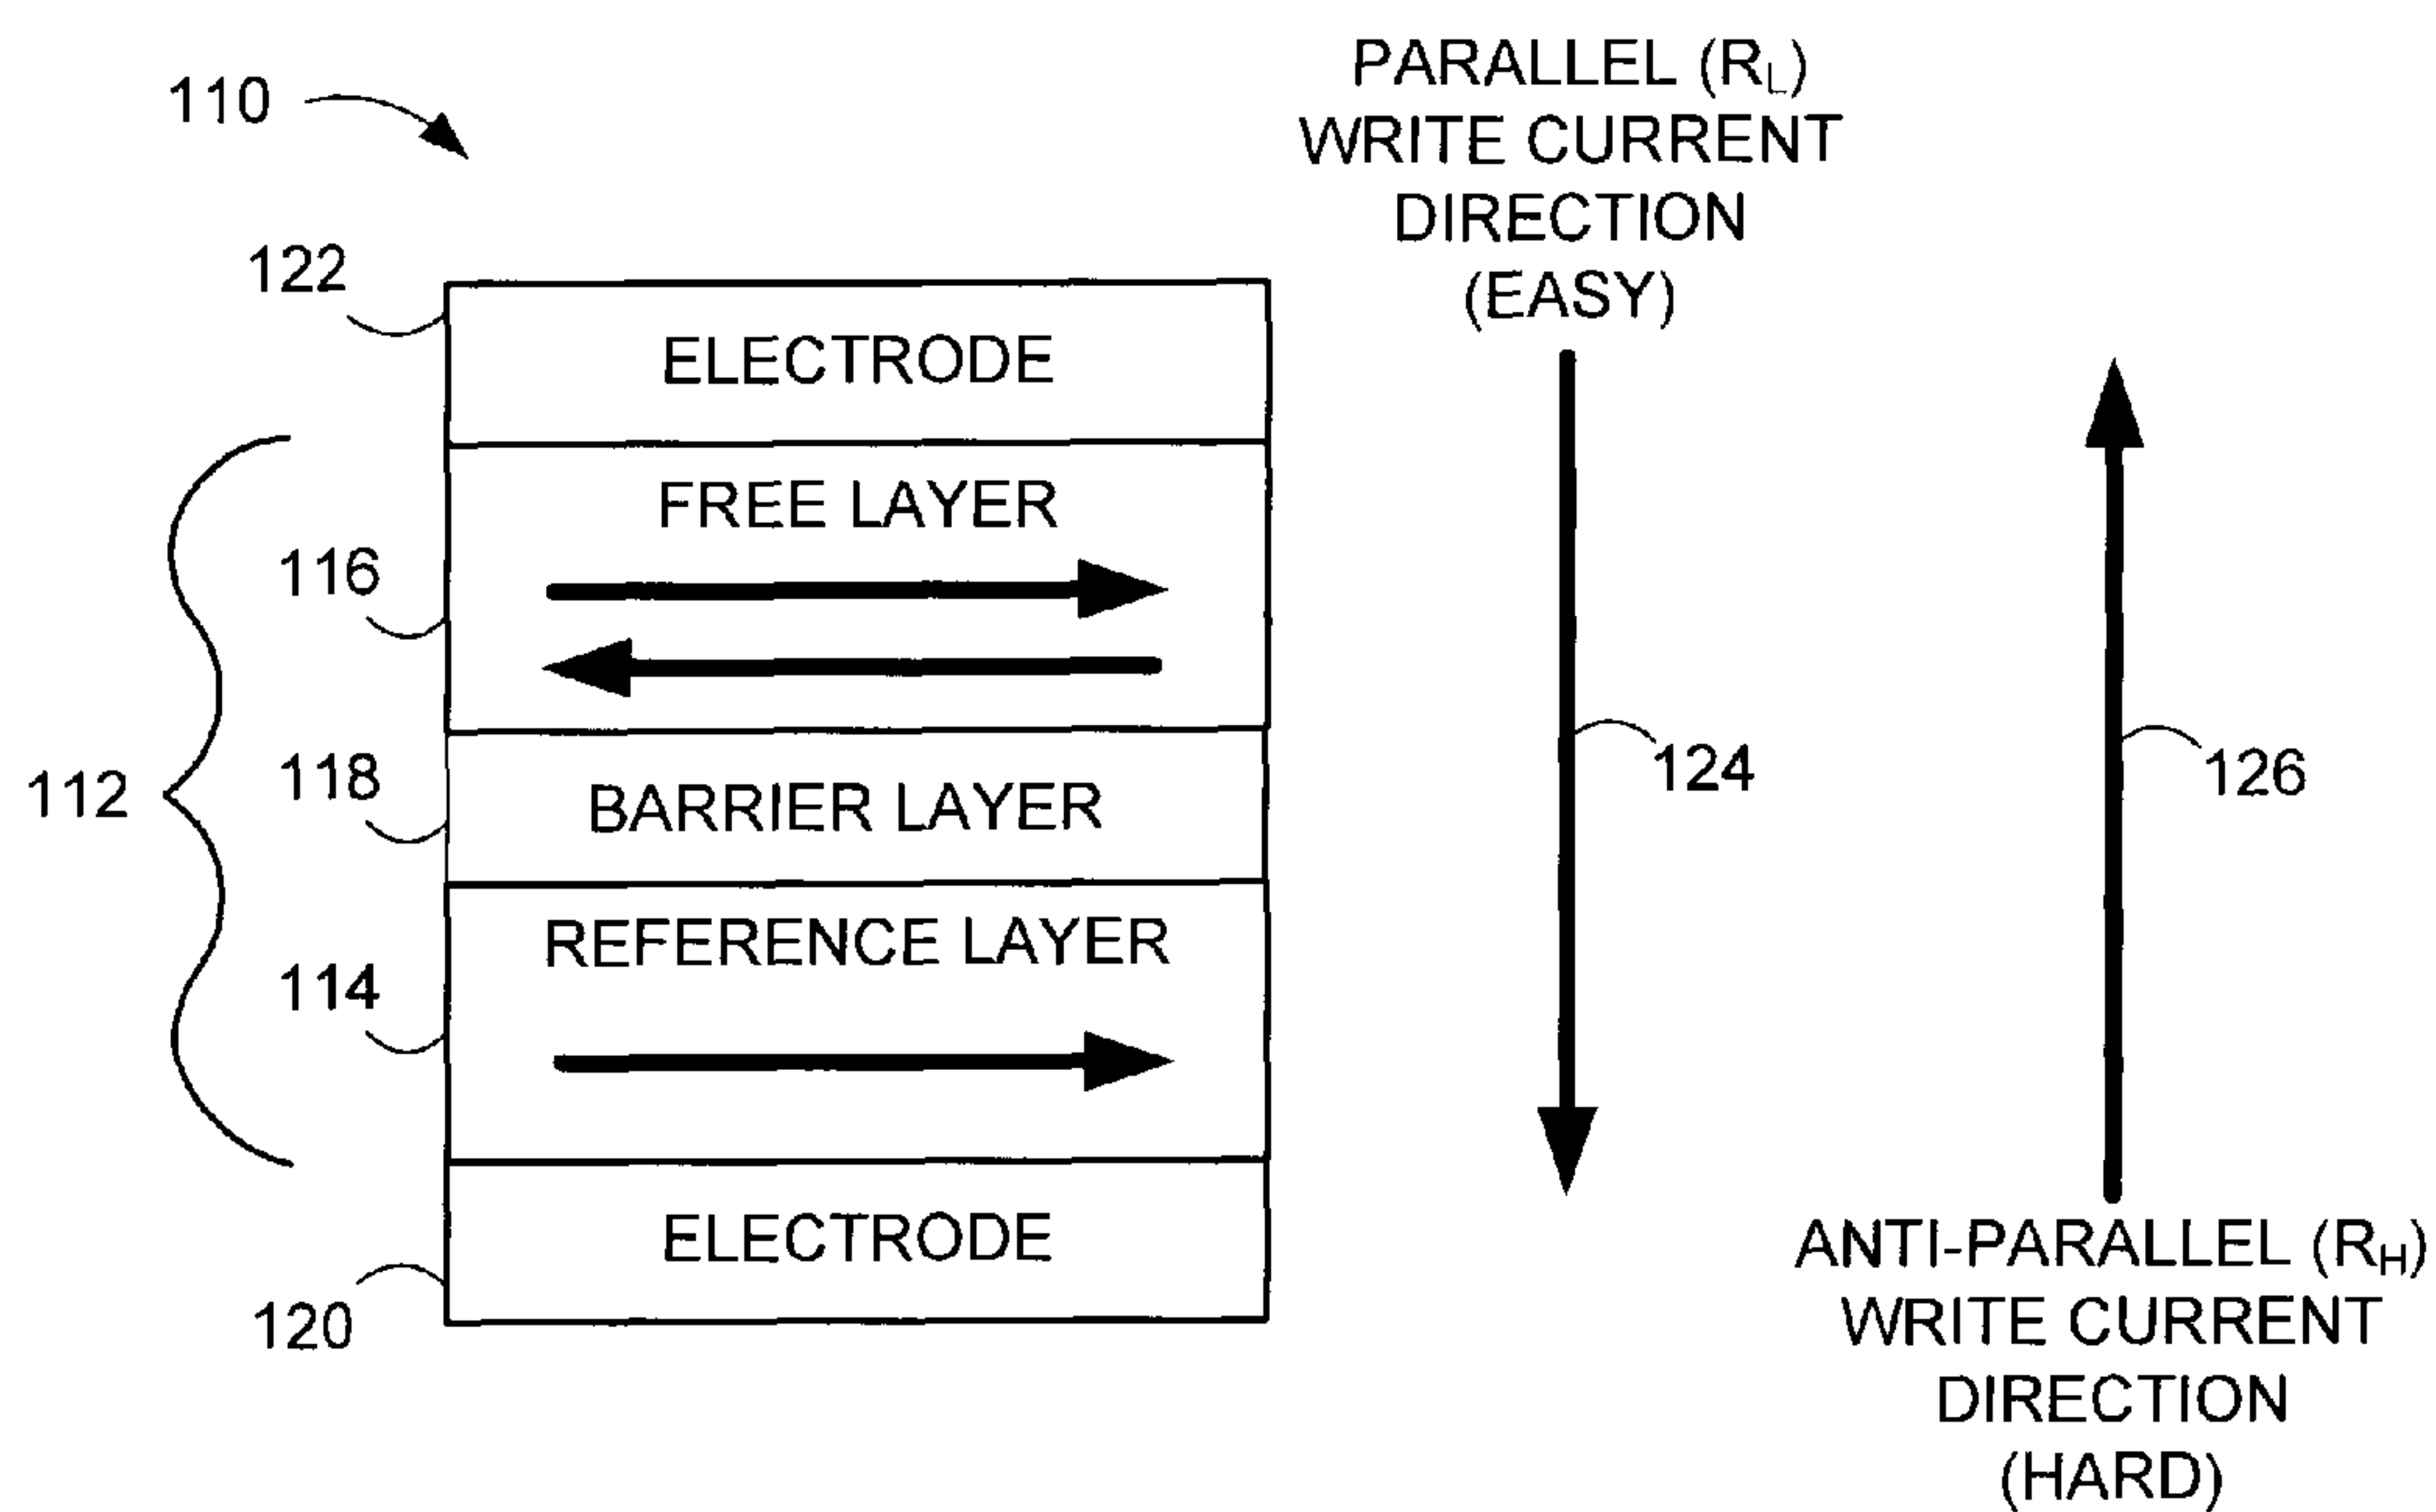 110
PARALLEL (RL)
WRITE CURRENT
DIRECTION
(EASY)
122
ELECTRODE
FREE LAYER
116
112
118
BARRIER LAYER
124
126
REFERENCE LAYER
114
ELECTRODE
120
ANTI-PARALLEL (RH)
WRITE CURRENT
DIRECTION
(HARD)